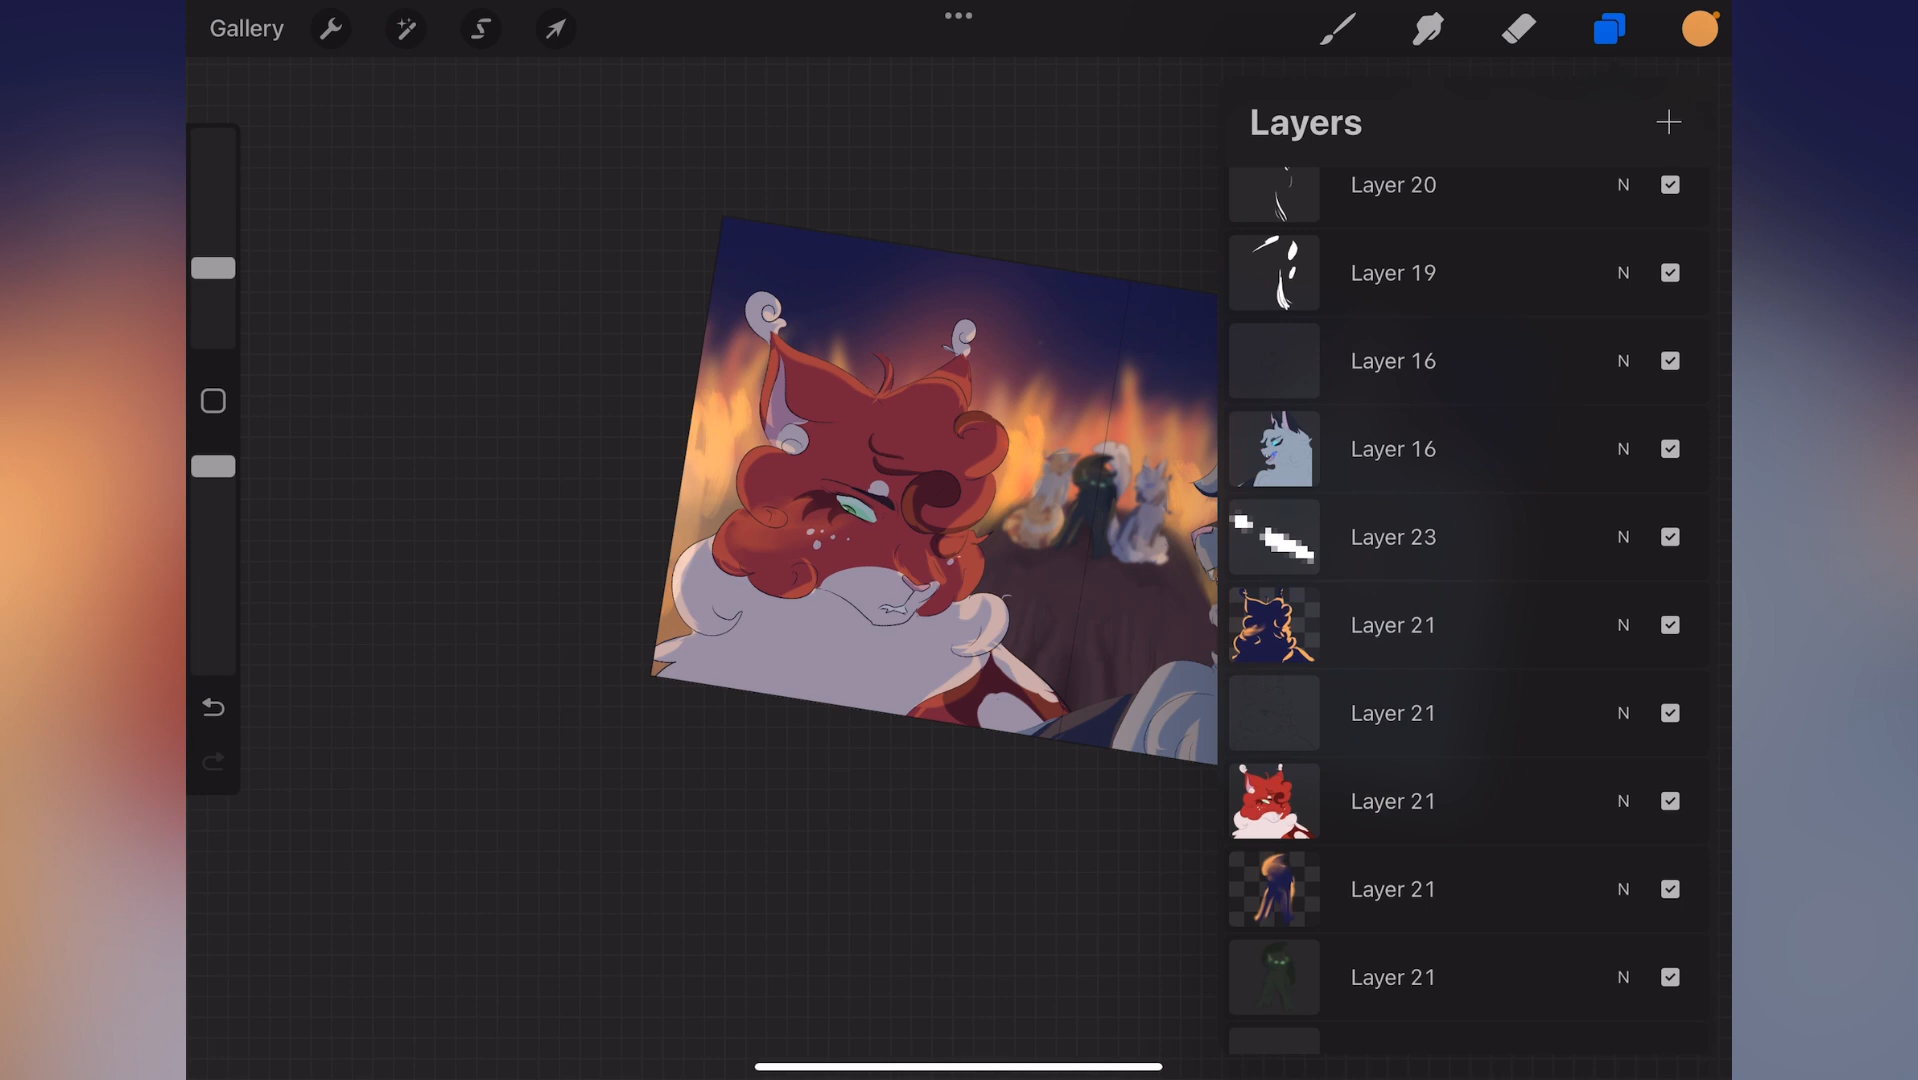 Gallery
Layers
Layer 20 N
Layer 19 N
Layer 16 N
Layer 16 N
Layer 23 N
Layer 21 N
Layer 21 N
Layer 21 N
Layer 21 N
Layer 21 N